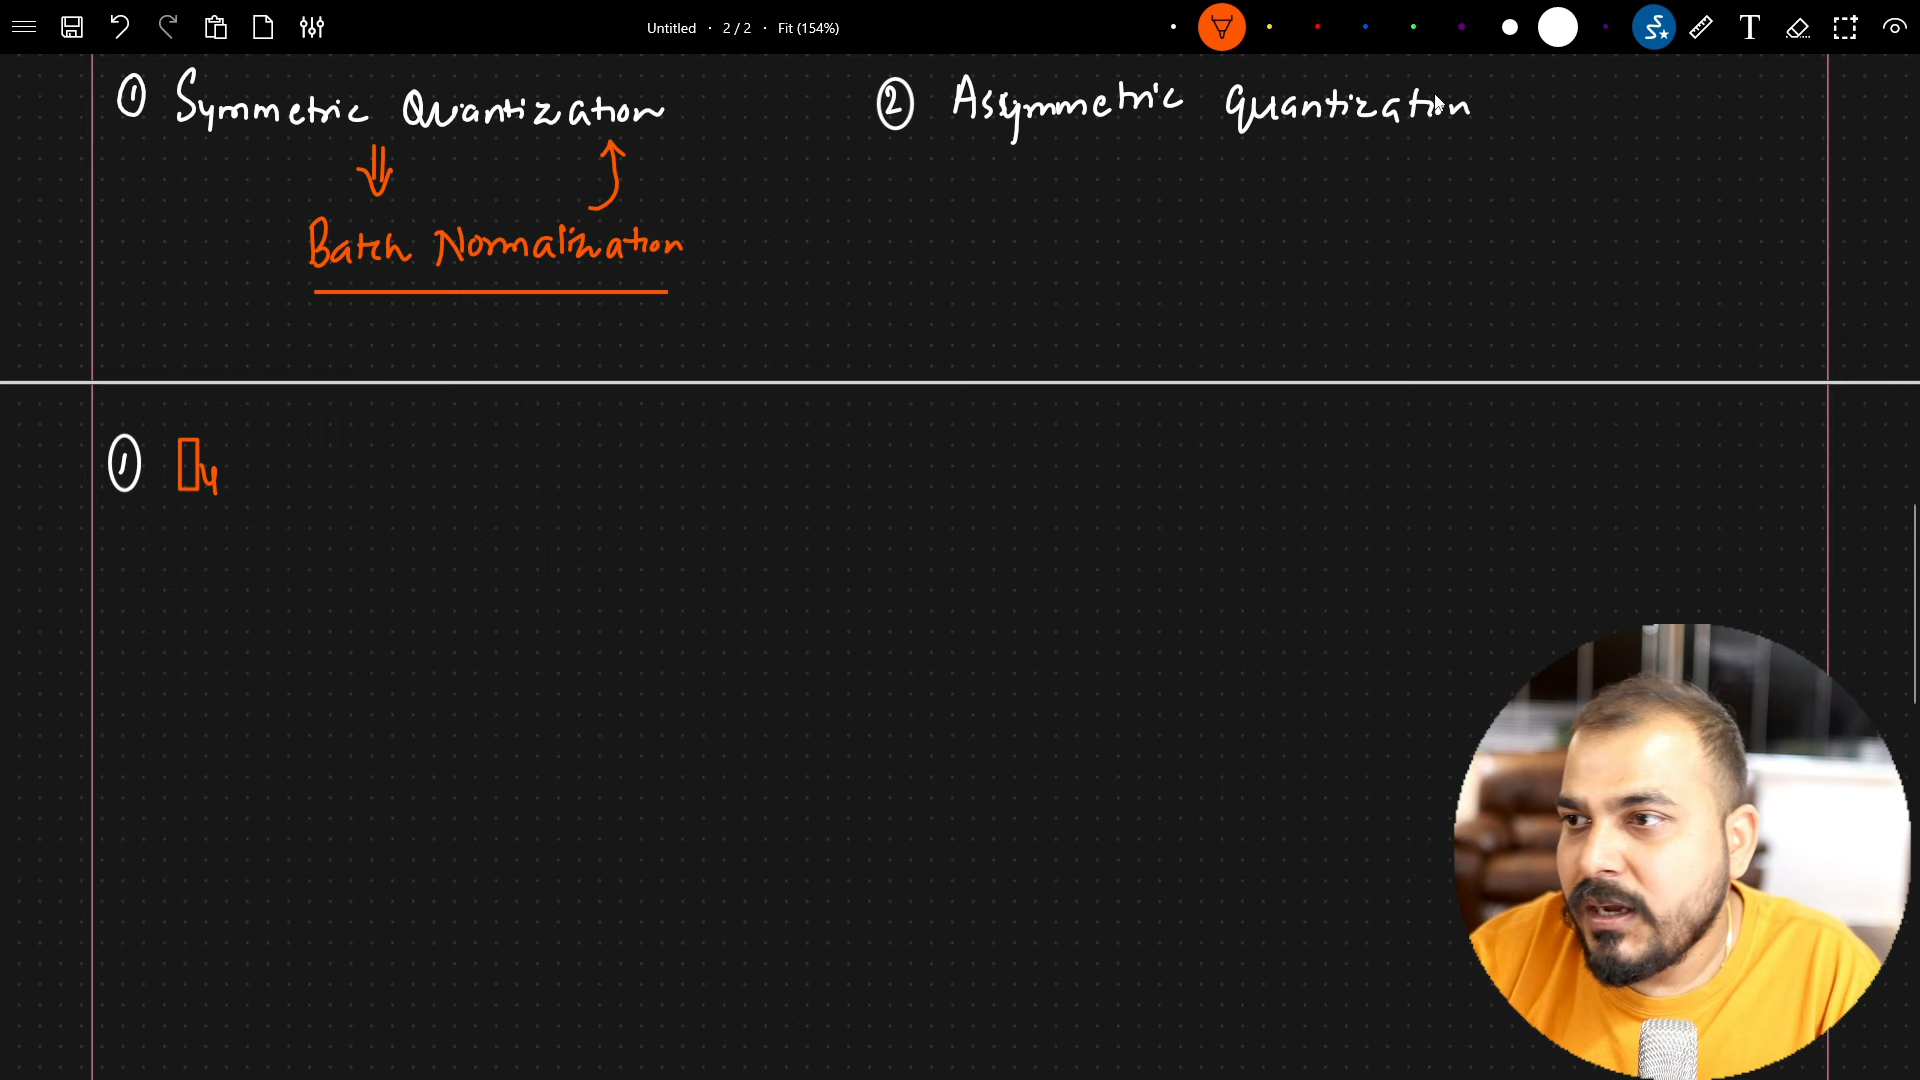 Untitled · 2 / 2 · Fit (154%)
① Symmetric Quantization
② Assymmetric Quantization
Batch Normalization
①